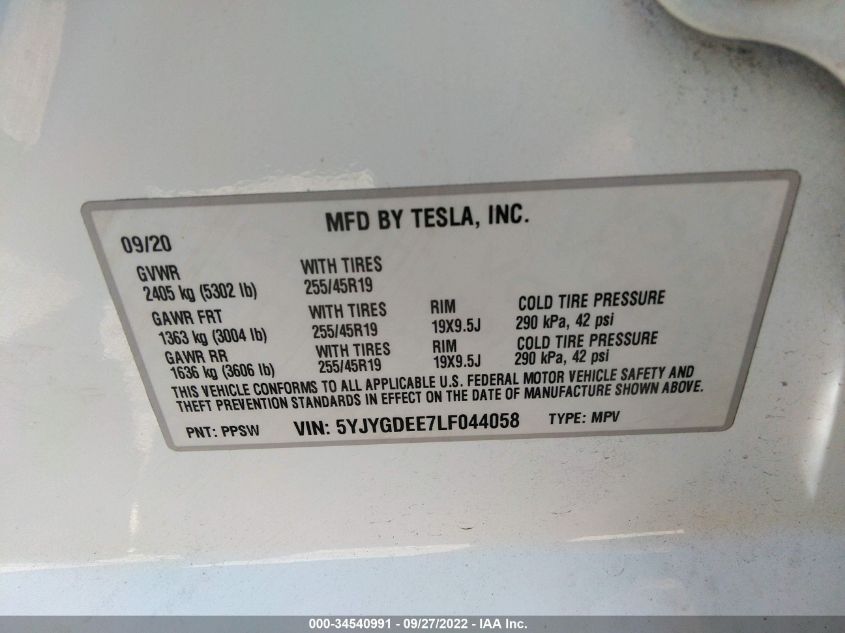 MFD BY TESLA, INC.
09/20
GVWR
2405 kg (5302 lb)
WITH TIRES
255/45R19
GAWR FRT
1363 kg (3004 lb)
WITH TIRES
255/45R19
RIM
19X9.5J
COLD TIRE PRESSURE
290 kPa, 42 psi
GAWR RR
1636 kg (3606 lb)
WITH TIRES
255/45R19
RIM
19X9.5J
COLD TIRE PRESSURE
290 kPa, 42 psi
THIS VEHICLE CONFORMS TO ALL APPLICABLE U.S. FEDERAL MOTOR VEHICLE SAFETY AND
THEFT PREVENTION STANDARDS IN EFFECT ON THE DATE OF MANUFACTURE SHOWN ABOVE.
PNT: PPSW VIN: 5YJYGDEE7LF044058 TYPE: MPV
000-34540991 - 09/27/2022 - IAA Inc.